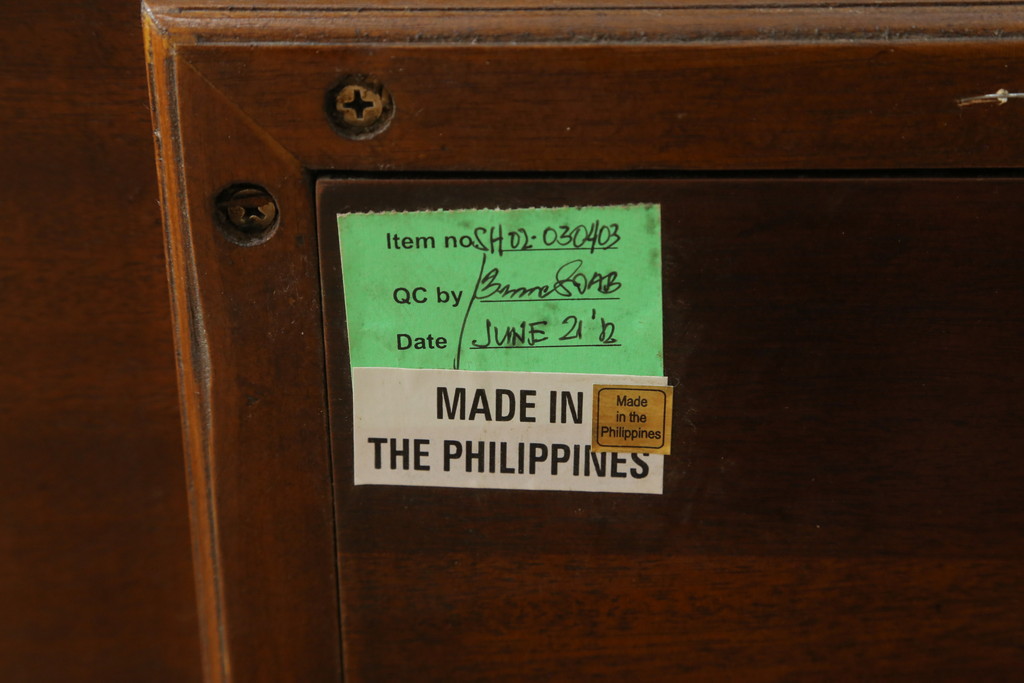 Item no. SH02-030403
QC by
Date JUNE 21 '12
MADE IN
THE PHILIPPINES
Made
in the
Philippines